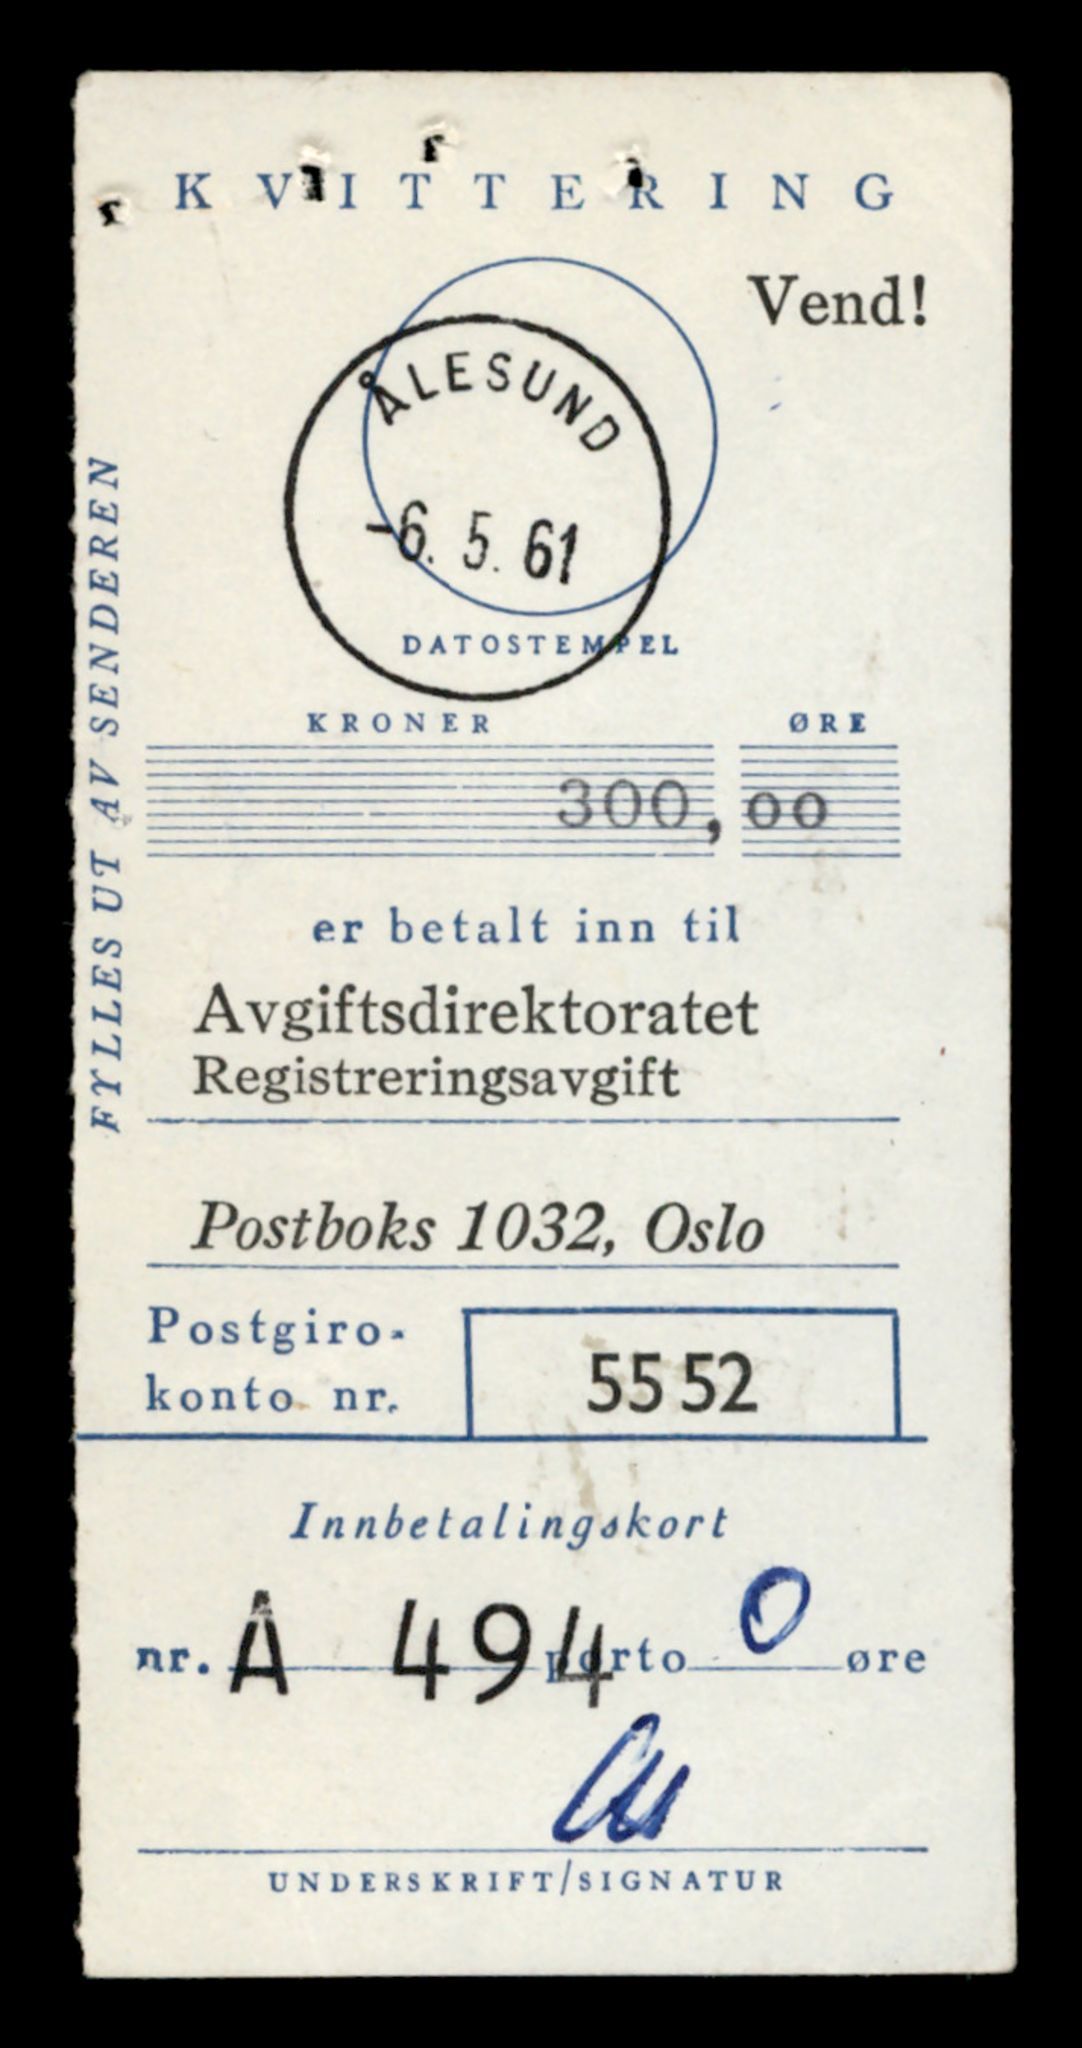 KVITTERING
Vend!
ÅLESUND
-6. 5. 61
DATOSTEMPEL
FYLLES UT AV SENDEREN
KRONER ØRE
300,00
er betalt inn til
Avgiftsdirektoratet
Registreringsavgift
Postboks 1032, Oslo
Postgiro-
konto nr. 5552
Innbetalingskort
nr. A 494 porto 0 øre
UNDERSKRIFT/SIGNATUR